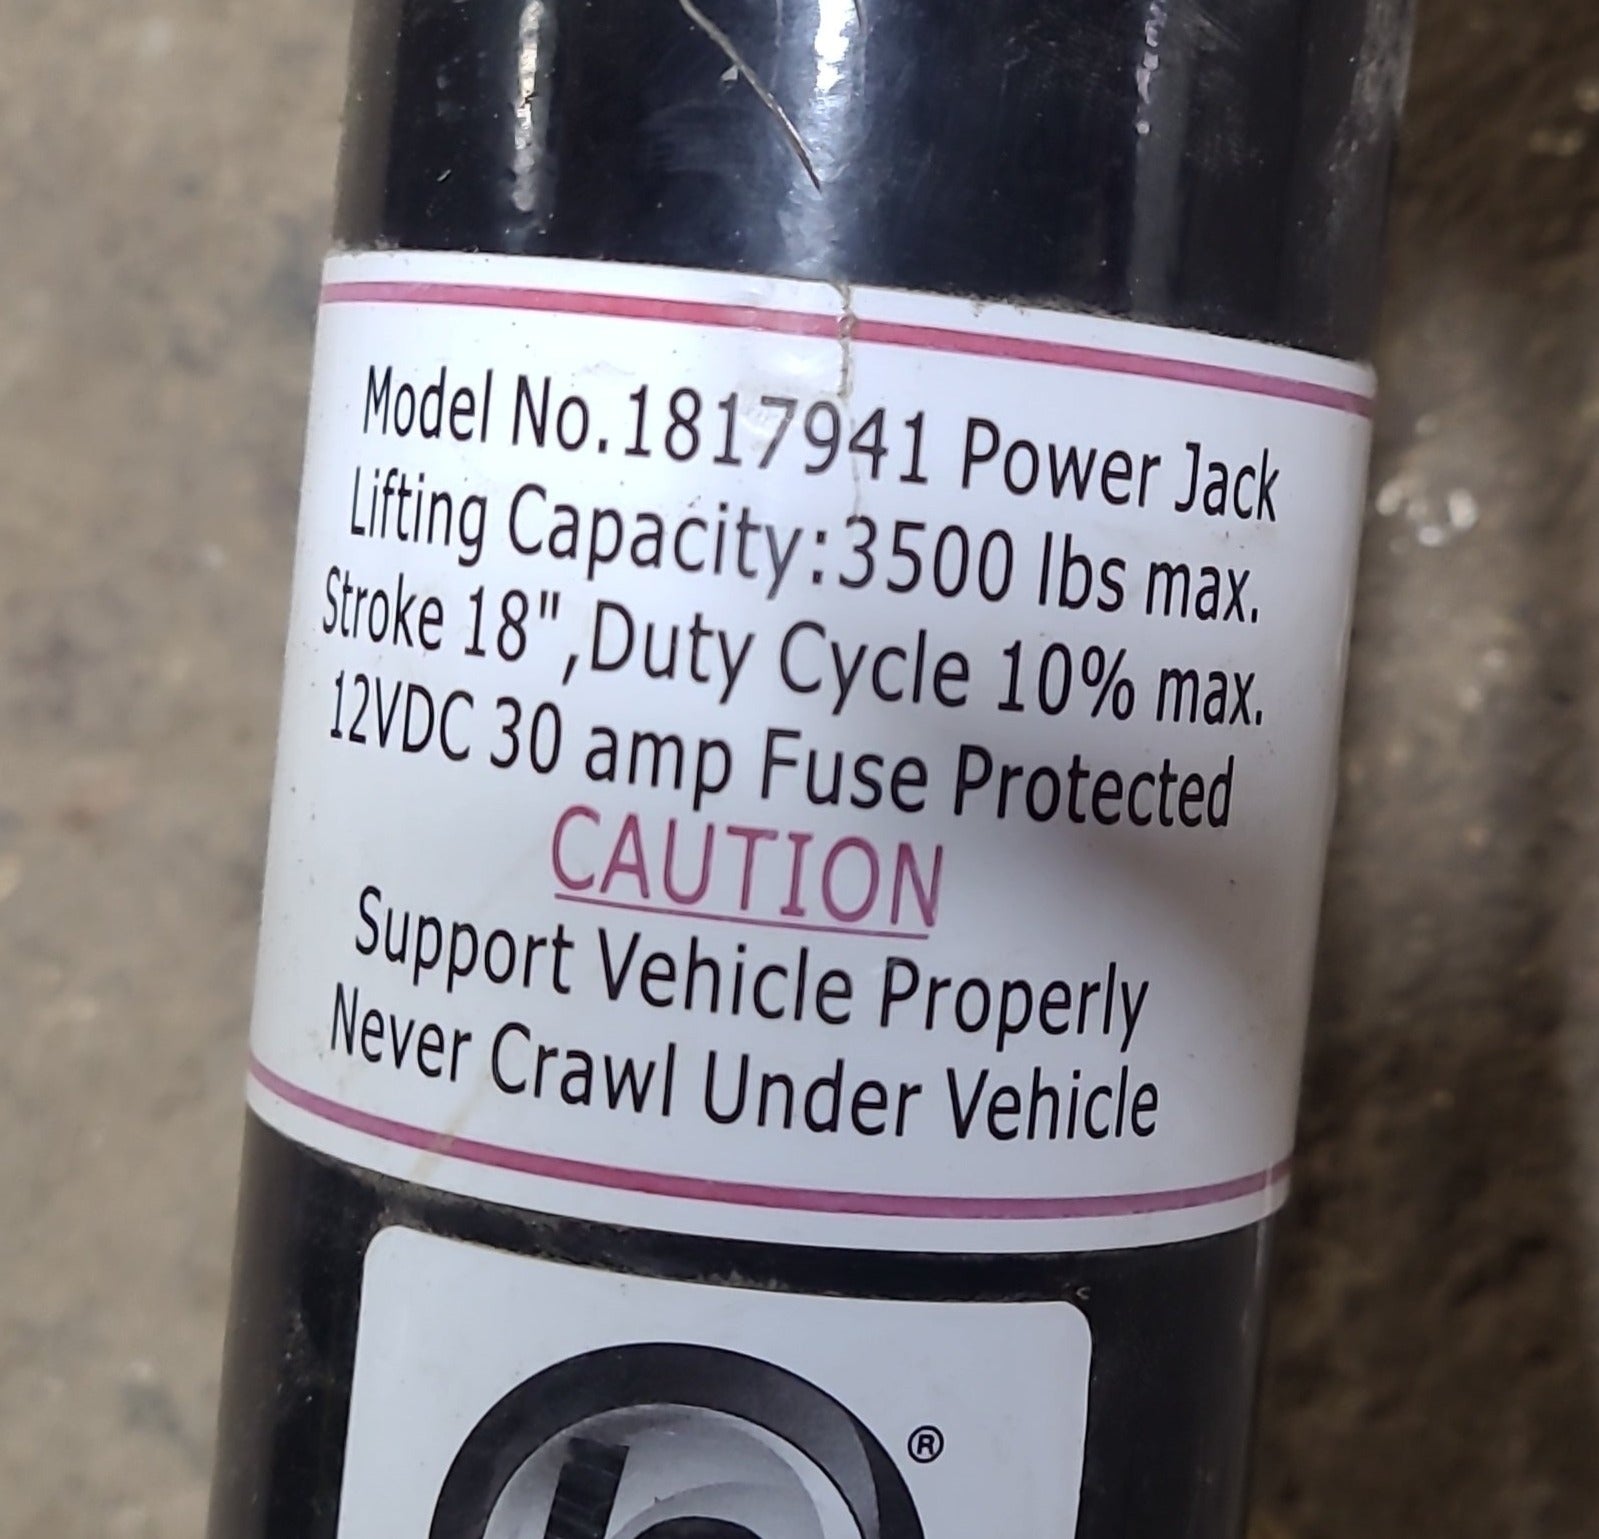 Model No.1817941 Power Jack
Lifting Capacity:3500 lbs max.
Stroke 18",Duty Cycle 10% max.
12VDC 30 amp Fuse Protected
CAUTION
Support Vehicle Properly
Never Crawl Under Vehicle
®